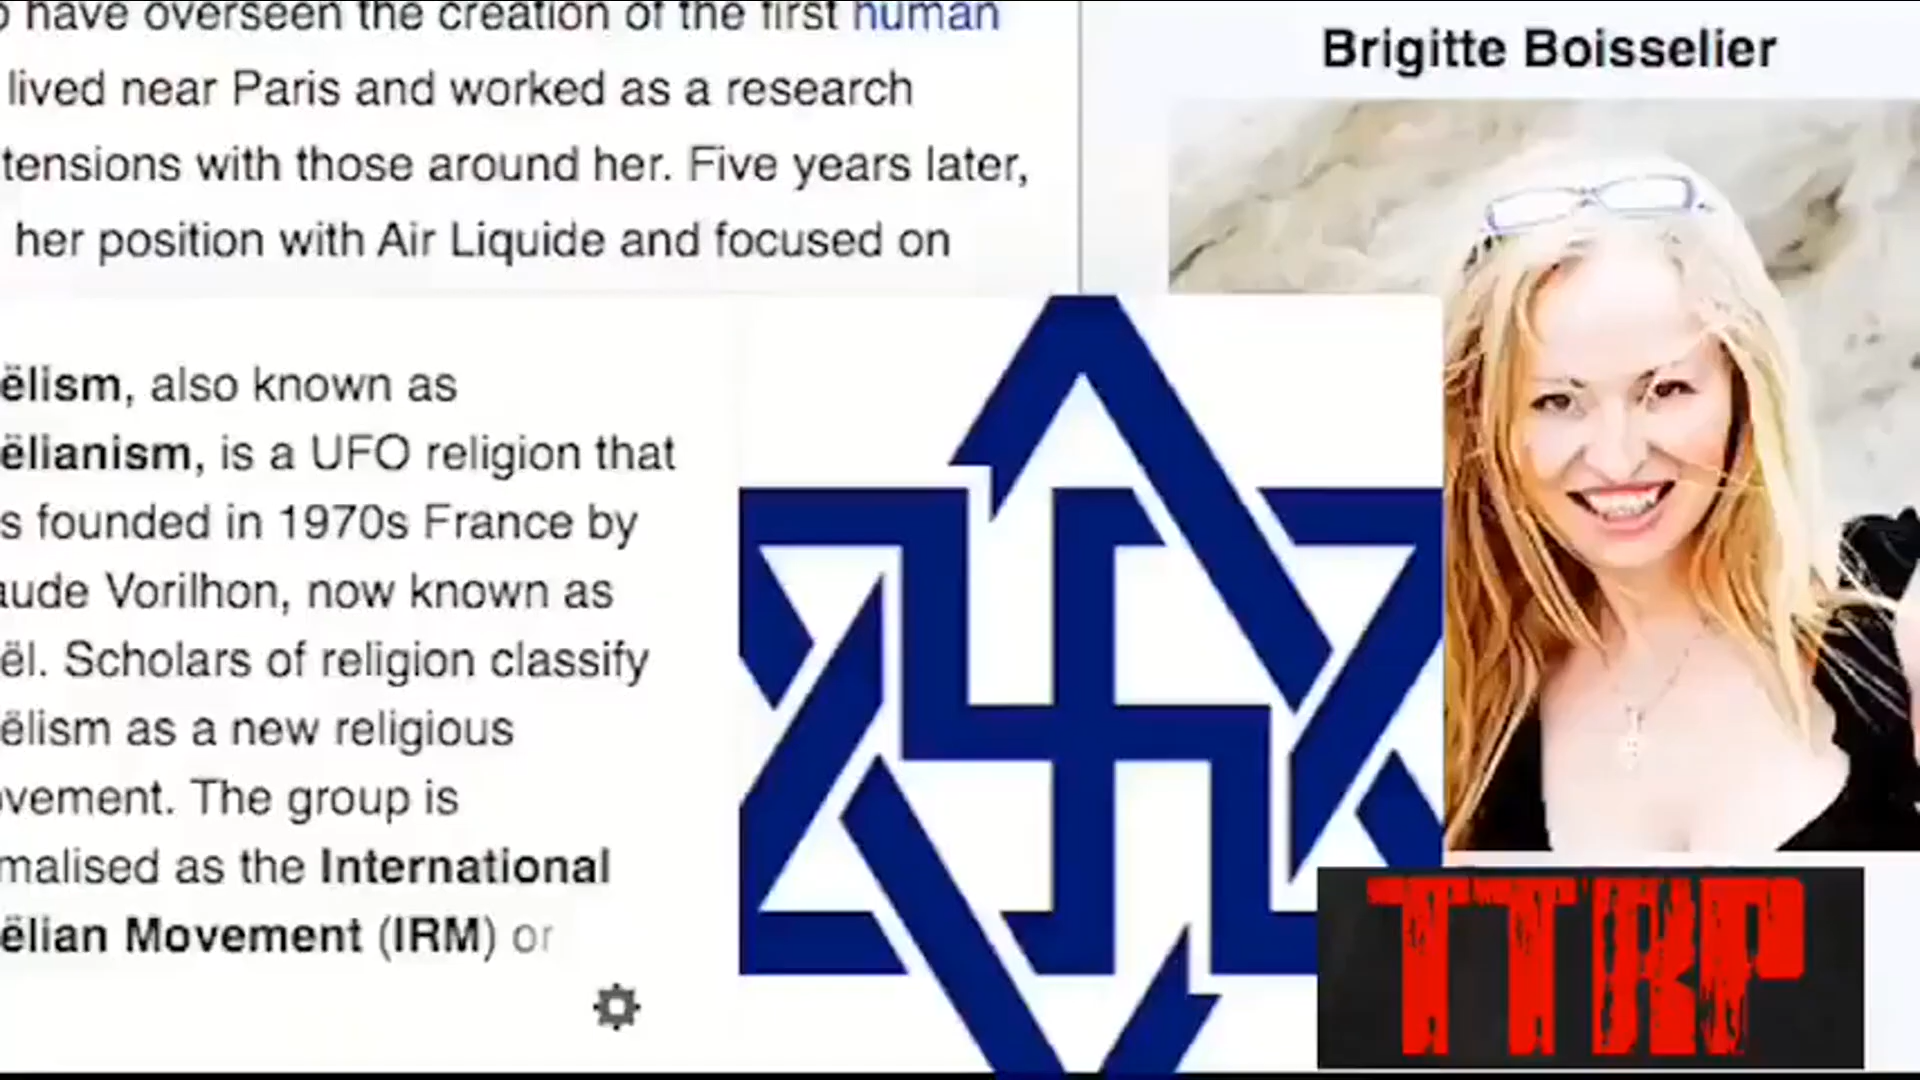 have overseen the creation of the first human
lived near Paris and worked as a research
tensions with those around her. Five years later,
her position with Air Liquide and focused on
Brigitte Boisselier
ëlism, also known as
ëlianism, is a UFO religion that
s founded in 1970s France by
aude Vorilhon, now known as
ël. Scholars of religion classify
ëlism as a new religious
vement. The group is
malised as the International
ëlian Movement (IRM) or
TTRP